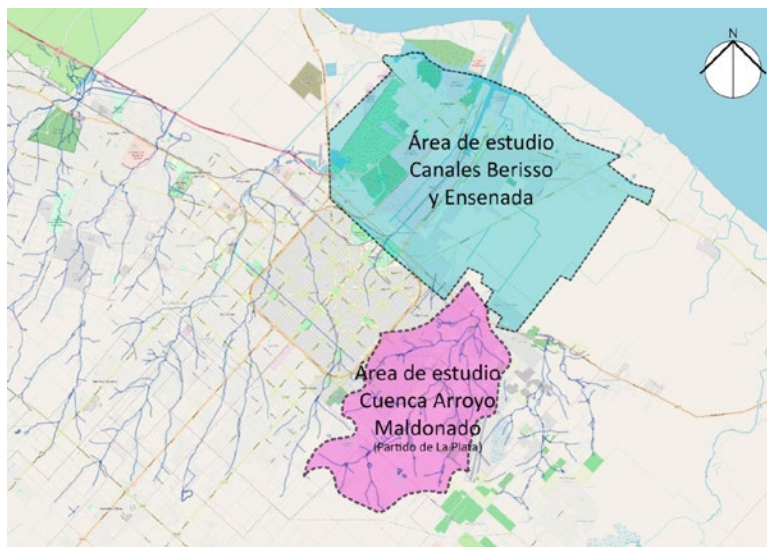 N
Área de estudio
Canales Berisso
y Ensenada
Área de estudio
Cuenca Arroyo
Maldonado
(Partido de La Plata)